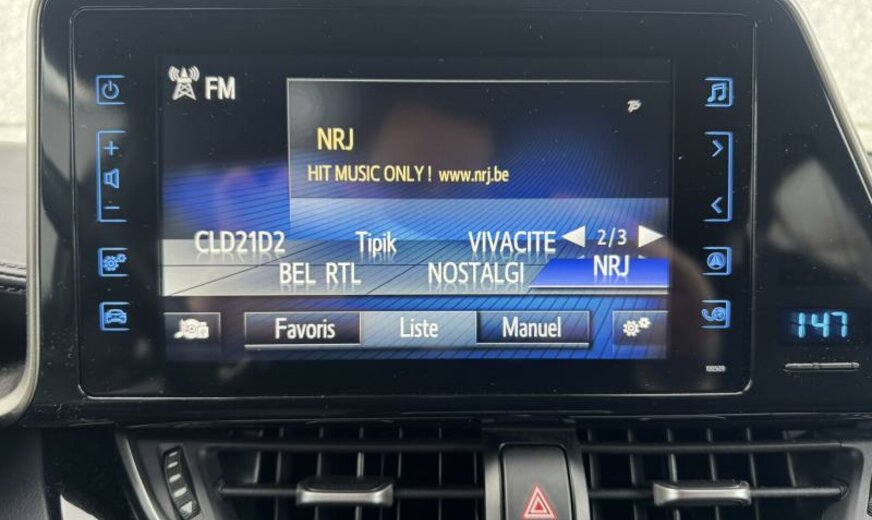 FM
TP
NRJ
HIT MUSIC ONLY! www.nrj.be
CLD21D2 Tipik VIVACITE 2/3
BEL RTL NOSTALGI NRJ
Favoris Liste Manuel
147